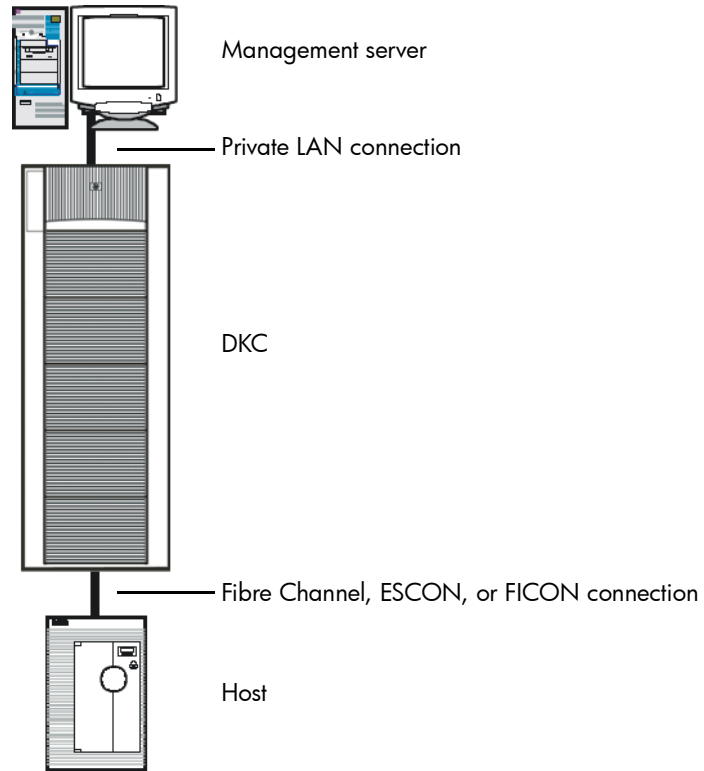 Management server
Private LAN connection
DKC
Fibre Channel, ESCON, or FICON connection
Host